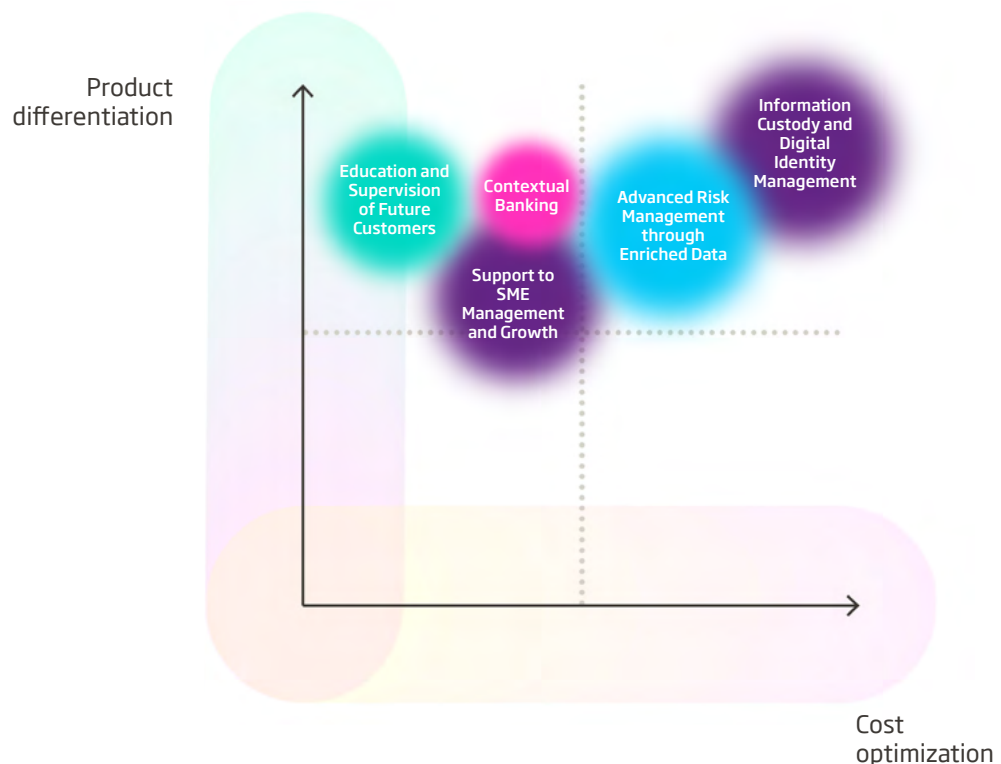 Product
differentiation
Education and
Supervision
of Future
Customers
Contextual
Banking
Support to
SME
Management
and Growth
Advanced Risk
Management
through
Enriched Data
Information
Custody and
Digital
Identity
Management
Cost
optimization